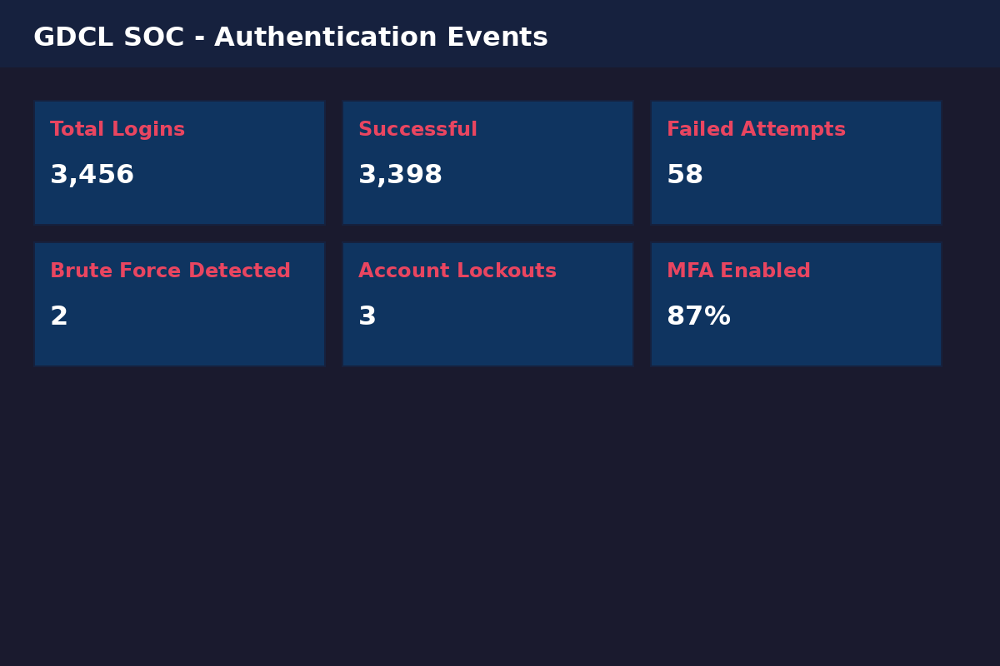 GDCL SOC - Authentication Events
Total Logins
3,456
Successful
3,398
Failed Attempts
58
Brute Force Detected
2
Account Lockouts
3
MFA Enabled
87%